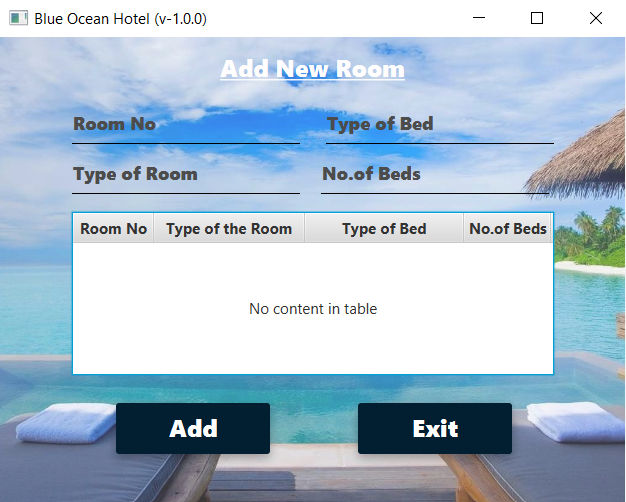 Blue Ocean Hotel (v-1.0.0)
Add New Room
Room No Type of Bed
Type of Room No.of Beds
Room No Type of the Room Type of Bed No.of Beds
No content in table
Add Exit